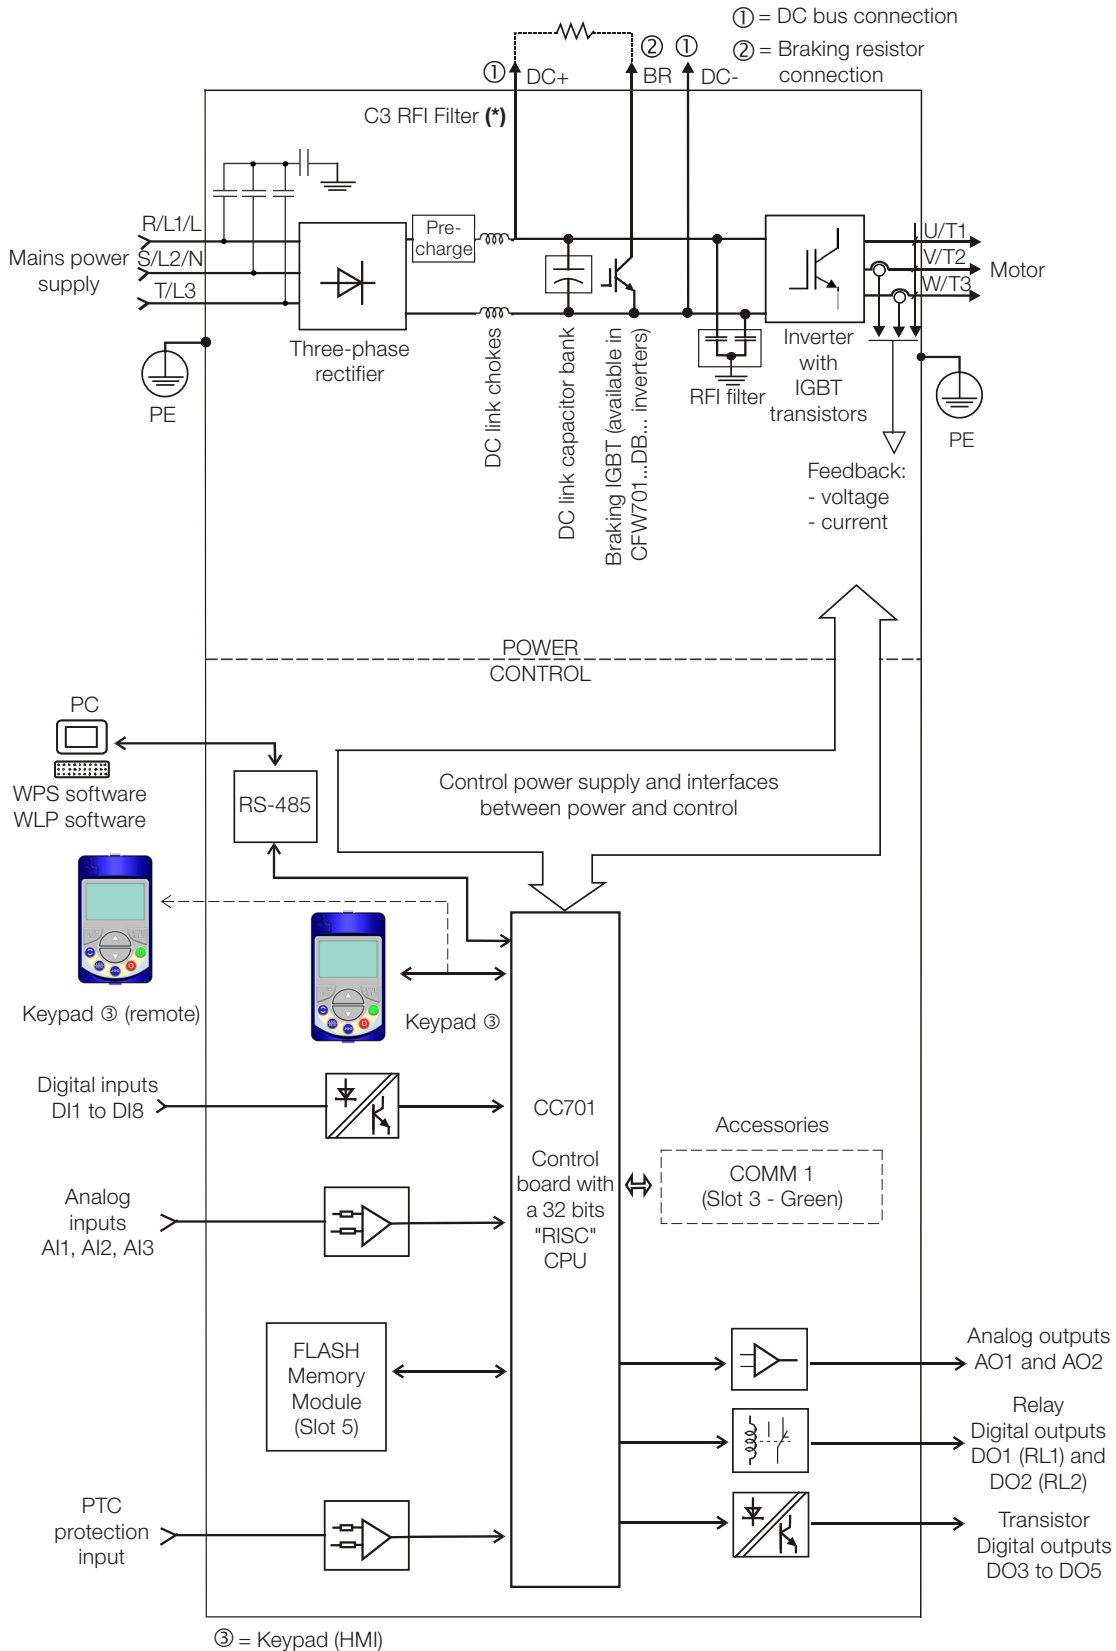 ① = DC bus connection
② = Braking resistor
connection
① DC+
② BR
① DC-
C3 RFI Filter (*)
R/L1/L
S/L2/N
T/L3
Mains power
supply
Pre-
charge
U/T1
V/T2
W/T3
Motor
PE
Three-phase
rectifier
DC link chokes
DC link capacitor bank
Braking IGBT (available in
CFW701...DB... inverters)
RFI filter
Inverter
with
IGBT
transistors
PE
Feedback:
- voltage
- current
POWER
CONTROL
PC
WPS software
WLP software
RS-485
Control power supply and interfaces
between power and control
Keypad ③ (remote)
Keypad ③
Digital inputs
DI1 to DI8
CC701
Control
board with
a 32 bits
"RISC"
CPU
Accessories
COMM 1
(Slot 3 - Green)
Analog
inputs
AI1, AI2, AI3
FLASH
Memory
Module
(Slot 5)
Analog outputs
AO1 and AO2
Relay
Digital outputs
DO1 (RL1) and
DO2 (RL2)
PTC
protection
input
Transistor
Digital outputs
DO3 to DO5
③ = Keypad (HMI)